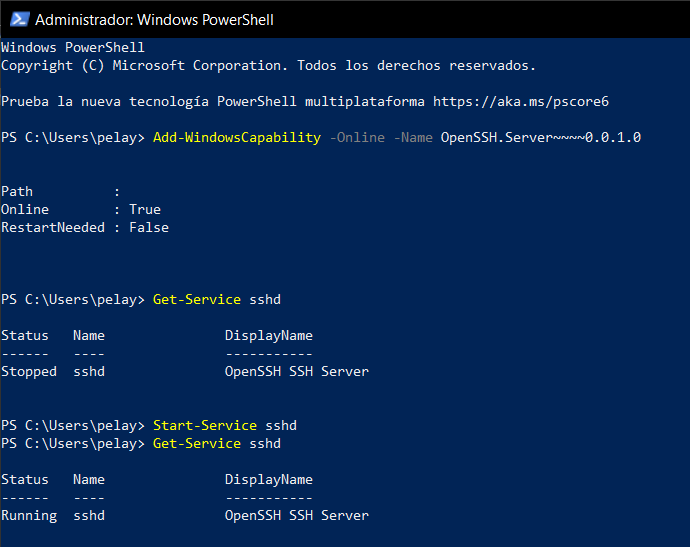 Administrador: Windows PowerShell
Windows PowerShell
Copyright (C) Microsoft Corporation. Todos los derechos reservados.
Prueba la nueva tecnología PowerShell multiplataforma https://aka.ms/pscore6
PS C:\Users\pelay> Add-WindowsCapability -Online -Name OpenSSH.Server~~~~0.0.1.0
Path          :
Online        : True
RestartNeeded : False
PS C:\Users\pelay> Get-Service sshd
Status   Name               DisplayName
------   ----               -----------
Stopped  sshd               OpenSSH SSH Server
PS C:\Users\pelay> Start-Service sshd
PS C:\Users\pelay> Get-Service sshd
Status   Name               DisplayName
------   ----               -----------
Running  sshd               OpenSSH SSH Server